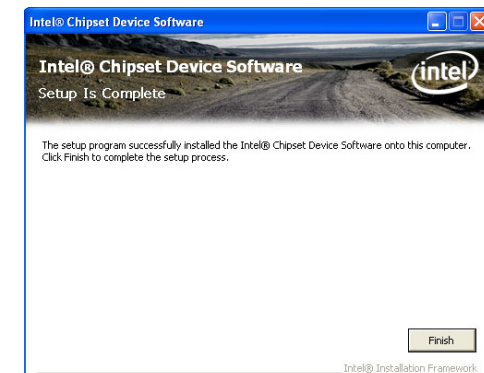 Intel® Chipset Device Software
Intel® Chipset Device Software
intel
Setup Is Complete
The setup program successfully installed the Intel® Chipset Device Software onto this computer.
Click Finish to complete the setup process.
Finish
Intel® Installation Framework